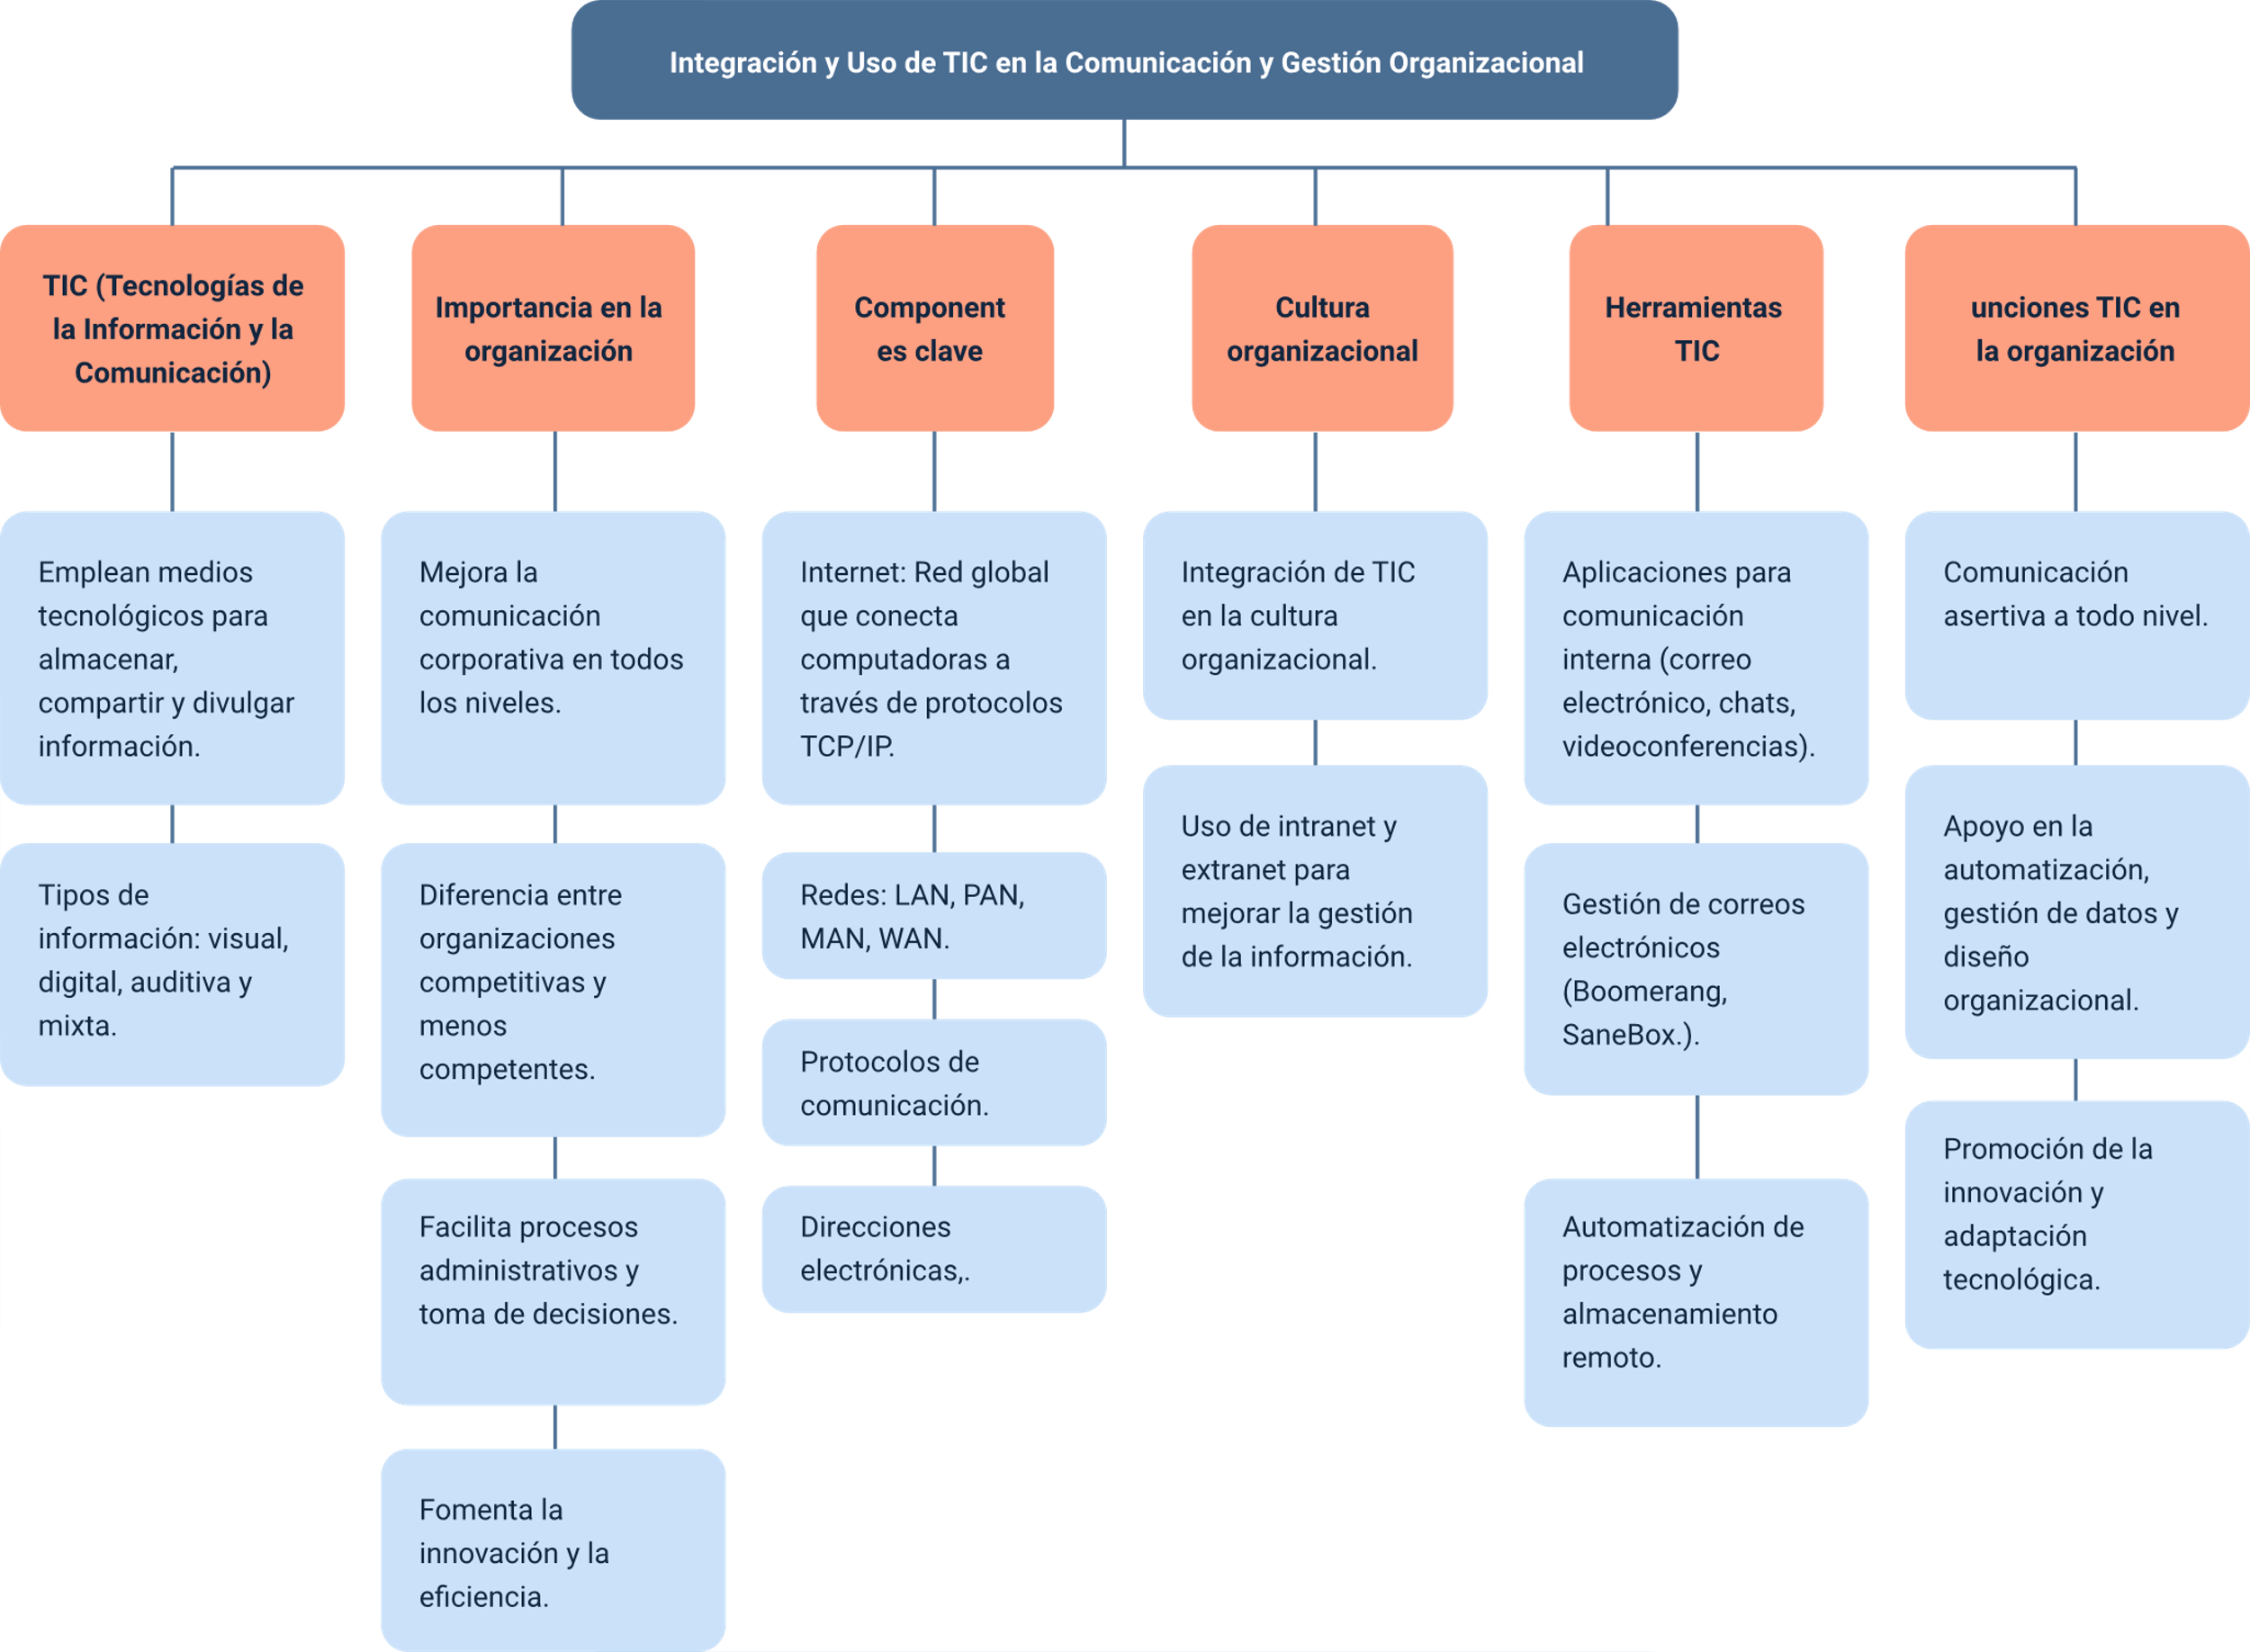 Integración y Uso de TIC en la Comunicación y Gestión Organizacional
TIC (Tecnologías de
la Información y la
Comunicación)
Emplean medios
tecnológicos para
almacenar,
compartir y divulgar
información.
Tipos de
información: visual,
digital, auditiva y
mixta.
Importancia en la
organización
Mejora la
comunicación
corporativa en todos
los niveles.
Diferencia entre
organizaciones
competitivas y
menos
competentes.
Facilita procesos
administrativos y
toma de decisiones.
Fomenta la
innovación y la
eficiencia.
Component
es clave
Internet: Red global
que conecta
computadoras a
través de protocolos
TCP/IP.
Redes: LAN, PAN,
MAN, WAN.
Protocolos de
comunicación.
Direcciones
electrónicas,.
Cultura
organizacional
Integración de TIC
en la cultura
organizacional.
Uso de intranet y
extranet para
mejorar la gestión
de la información.
Herramientas
TIC
Aplicaciones para
comunicación
interna (correo
electrónico, chats,
videoconferencias).
Gestión de correos
electrónicos
(Boomerang,
SaneBox.).
Automatización de
procesos y
almacenamiento
remoto.
unciones TIC en
la organización
Comunicación
asertiva a todo nivel.
Apoyo en la
automatización,
gestión de datos y
diseño
organizacional.
Promoción de la
innovación y
adaptación
tecnológica.